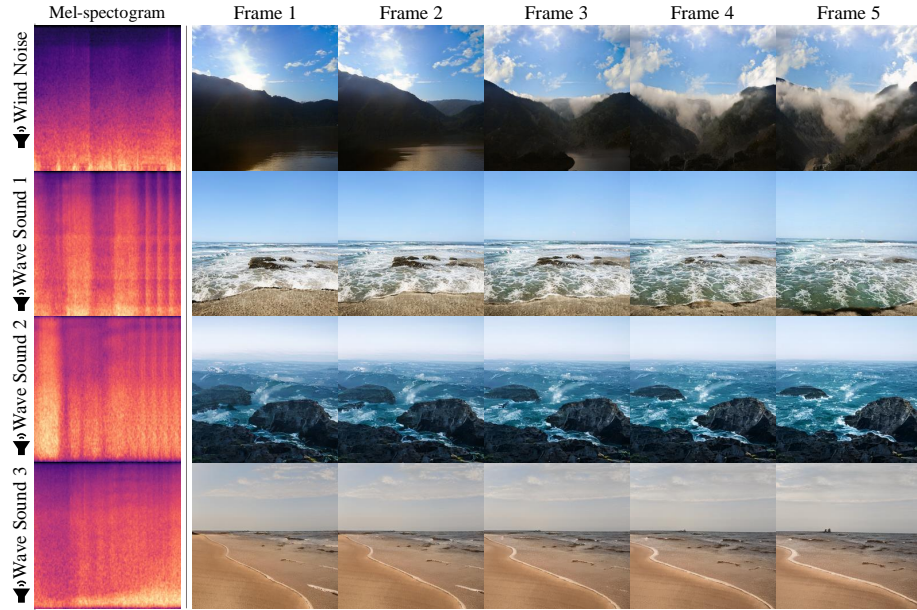 Mel-spectogram Frame 1 Frame 2 Frame 3 Frame 4 Frame 5
Wind Noise
Wave Sound 1
Wave Sound 2
Wave Sound 3